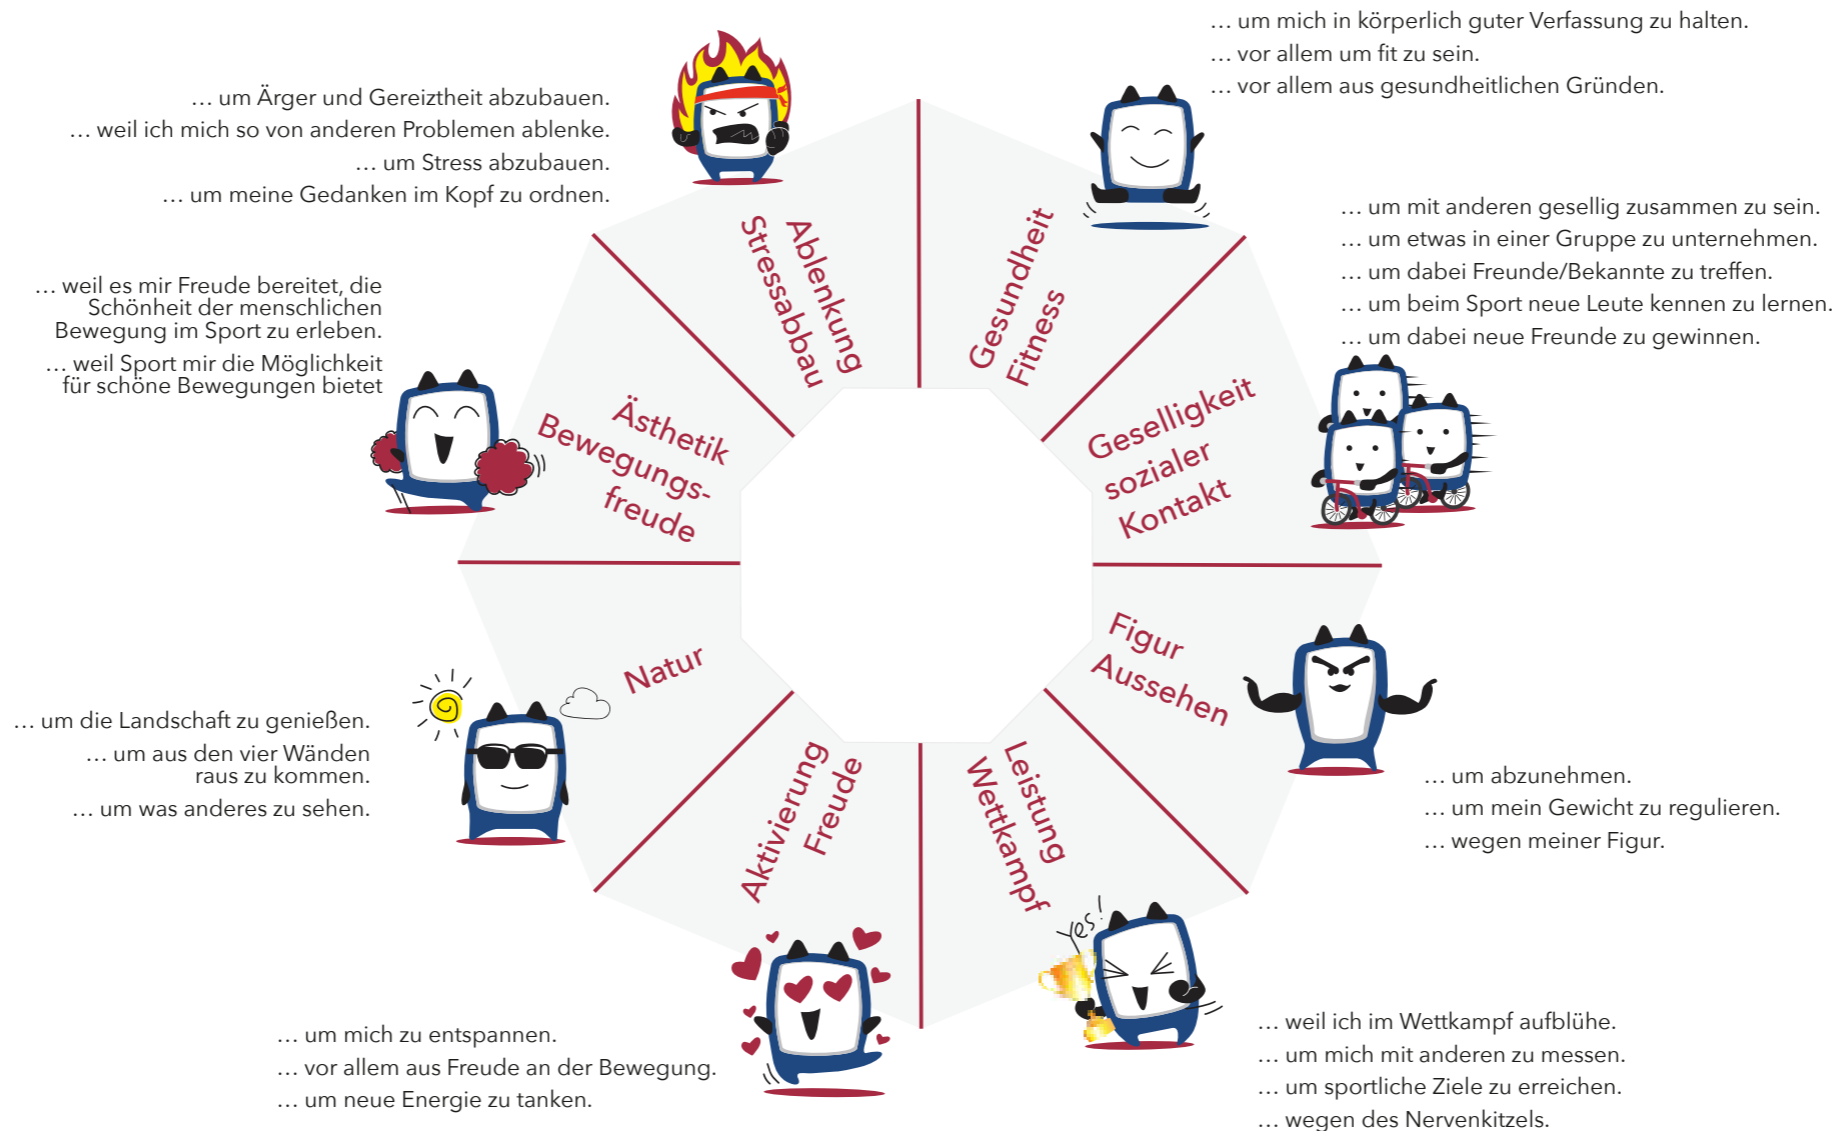 … um mich in körperlich guter Verfassung zu halten.
… vor allem um fit zu sein.
… vor allem aus gesundheitlichen Gründen.
Gesundheit
Fitness
… um mit anderen gesellig zusammen zu sein.
… um etwas in einer Gruppe zu unternehmen.
… um dabei Freunde/Bekannte zu treffen.
… um beim Sport neue Leute kennen zu lernen.
… um dabei neue Freunde zu gewinnen.
Geselligkeit
sozialer
Kontakt
Figur
Aussehen
… um abzunehmen.
… um mein Gewicht zu regulieren.
… wegen meiner Figur.
Leistung
Wettkampf
Yes!
… weil ich im Wettkampf aufblühe.
… um mich mit anderen zu messen.
… um sportliche Ziele zu erreichen.
… wegen des Nervenkitzels.
Aktivierung
Freude
… um mich zu entspannen.
… vor allem aus Freude an der Bewegung.
… um neue Energie zu tanken.
Natur
… um die Landschaft zu genießen.
… um aus den vier Wänden
raus zu kommen.
… um was anderes zu sehen.
Ästhetik
Bewegungs-
freude
… weil es mir Freude bereitet, die
Schönheit der menschlichen
Bewegung im Sport zu erleben.
… weil Sport mir die Möglichkeit
für schöne Bewegungen bietet
Ablenkung
Stressabbau
… um Ärger und Gereiztheit abzubauen.
… weil ich mich so von anderen Problemen ablenke.
… um Stress abzubauen.
… um meine Gedanken im Kopf zu ordnen.